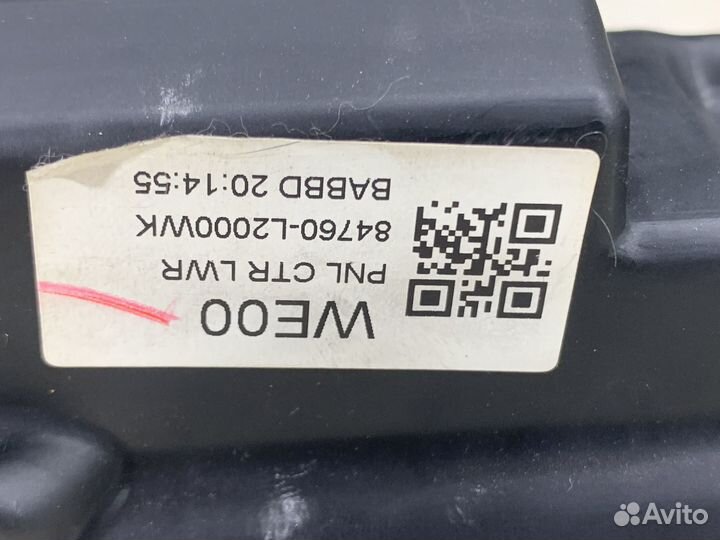 WE00
PNL CTR LWR
84760-L2000WK
BABBD 20:14:55
Avito